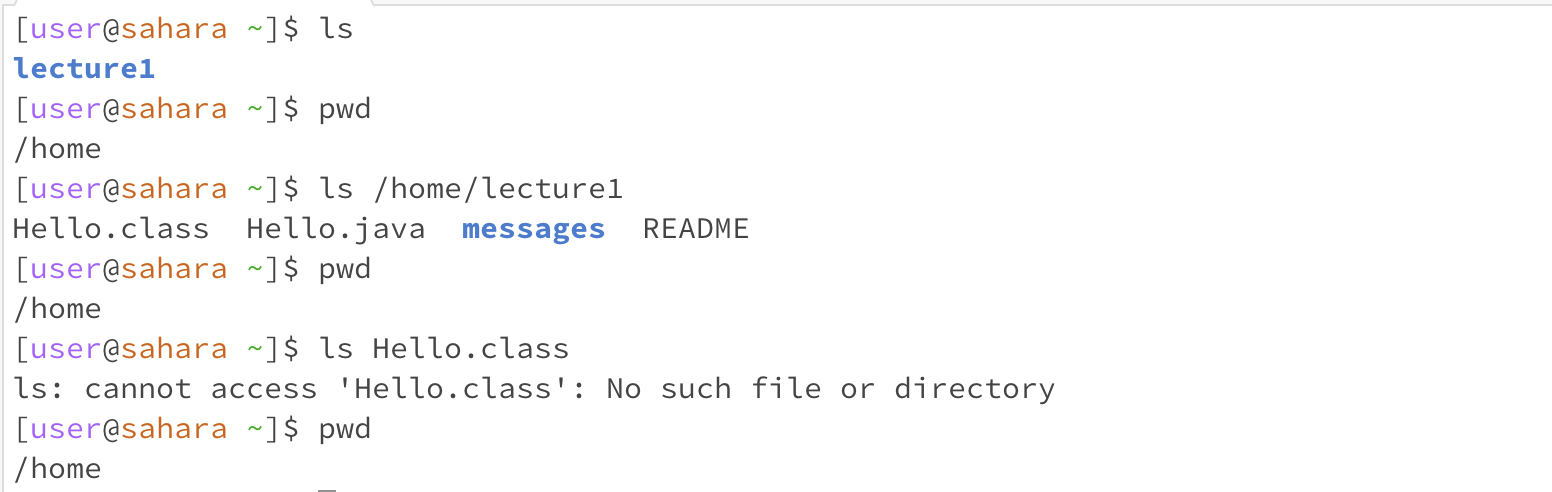 [user@sahara ~]$ ls
lecture1
[user@sahara ~]$ pwd
/home
[user@sahara ~]$ ls /home/lecture1
Hello.class  Hello.java  messages  README
[user@sahara ~]$ pwd
/home
[user@sahara ~]$ ls Hello.class
ls: cannot access 'Hello.class': No such file or directory
[user@sahara ~]$ pwd
/home